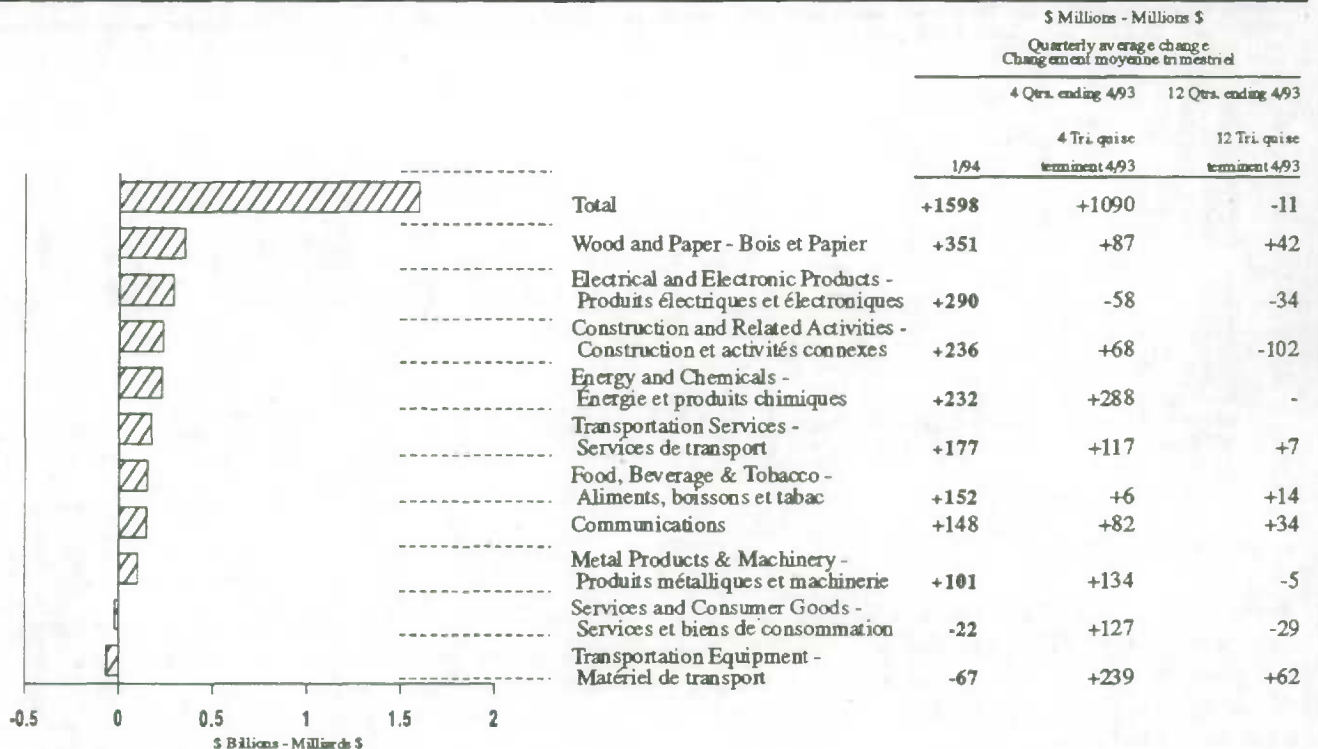 $ Millions - Millions $
Quarterly average change
Changement moyenne trimestriel
4 Qtrs. ending 4/93 12 Qtrs. ending 4/93
4 Tri. qui se 12 Tri. qui se
1/94 terminent 4/93 terminent 4/93
Total +1598 +1090 -11
Wood and Paper - Bois et Papier +351 +87 +42
Electrical and Electronic Products -
Produits électriques et électroniques +290 -58 -34
Construction and Related Activities -
Construction et activités connexes +236 +68 -102
Energy and Chemicals -
Énergie et produits chimiques +232 +288 -
Transportation Services -
Services de transport +177 +117 +7
Food, Beverage & Tobacco -
Aliments, boissons et tabac +152 +6 +14
Communications +148 +82 +34
Metal Products & Machinery -
Produits métalliques et machinerie +101 +134 -5
Services and Consumer Goods -
Services et biens de consommation -22 +127 -29
Transportation Equipment -
Matériel de transport -67 +239 +62
-0.5 0 0.5 1 1.5 2
$ Billions - Milliards $